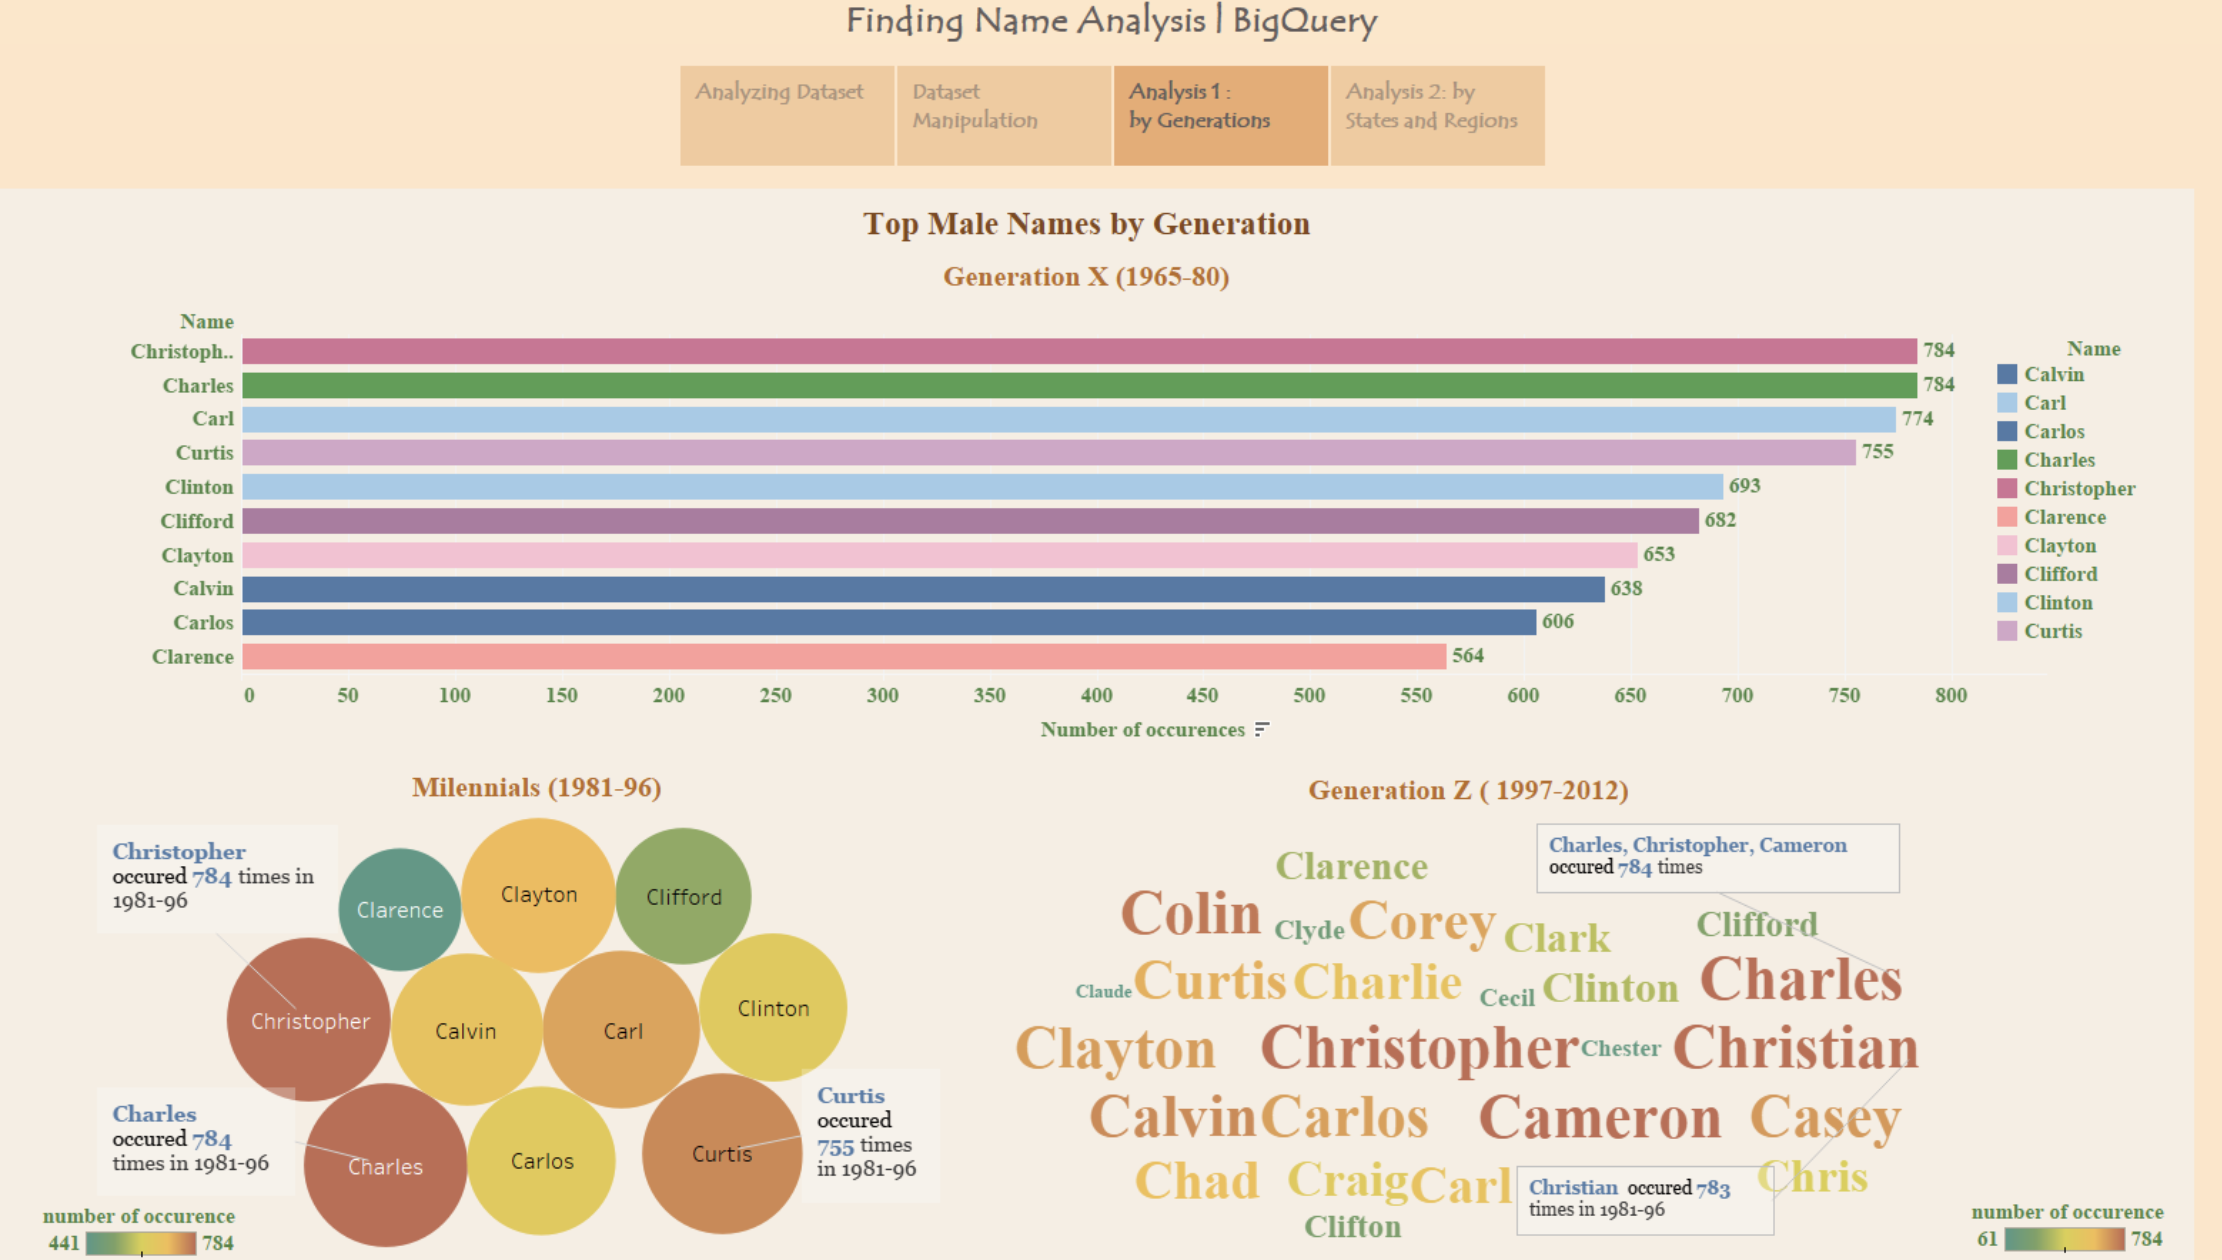 Finding Name Analysis | BigQuery
Analyzing Dataset
Dataset
Manipulation
Analysis 1 :
by Generations
Analysis 2: by
States and Regions
Top Male Names by Generation
Generation X (1965-80)
Name
Christoph.. 784
Charles 784
Carl 774
Curtis 755
Clinton 693
Clifford 682
Clayton 653
Calvin 638
Carlos 606
Clarence 564
0 50 100 150 200 250 300 350 400 450 500 550 600 650 700 750 800
Number of occurences
Name
Calvin
Carl
Carlos
Charles
Christopher
Clarence
Clayton
Clifford
Clinton
Curtis
Milennials (1981-96)
Christopher
occured 784 times in
1981-96
Clarence
Clayton
Clifford
Christopher
Calvin
Carl
Clinton
Charles
occured 784
times in 1981-96
Charles
Carlos
Curtis
Curtis
occured
755 times
in 1981-96
number of occurence
441 784
Generation Z ( 1997-2012)
Charles, Christopher, Cameron
occured 784 times
Clarence
Colin Clyde Corey Clark Clifford
Claude Curtis Charlie Cecil Clinton Charles
Clayton Christopher Chester Christian
Calvin Carlos Cameron Casey
Chad Craig Carl Chris
Clifton
Christian occured 783
times in 1981-96
number of occurence
61 784